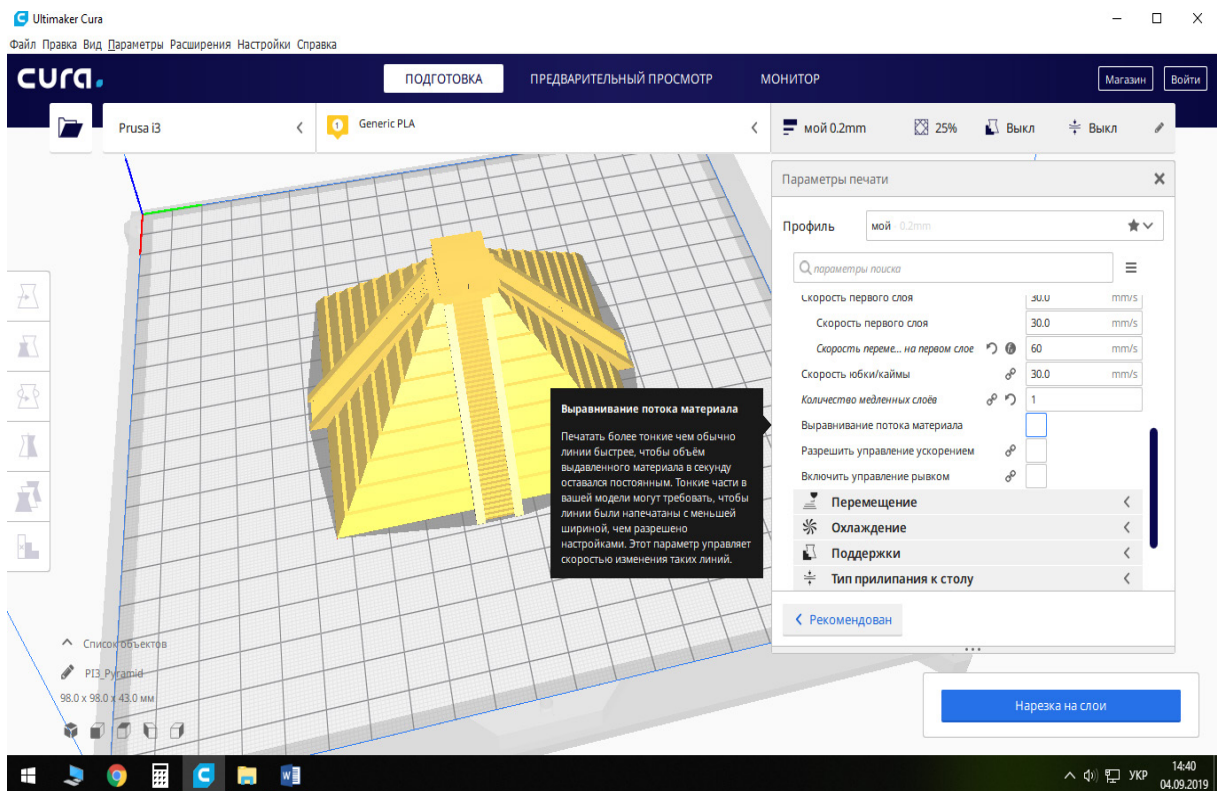 Ultimaker Cura
Файл Правка Вид Параметры Расширения Настройки Справка
cura.
ПОДГОТОВКА
ПРЕДВАРИТЕЛЬНЫЙ ПРОСМОТР
МОНИТОР
Магазин
Войти
Prusa i3
1
Generic PLA
мой 0.2mm
25%
Выкл
Выкл
Параметры печати
Профиль
мой 0.2mm
параметры поиска
Скорость первого слоя 30.0 mm/s
Скорость первого слоя 30.0 mm/s
Скорость переме... на первом слое 60 mm/s
Скорость юбки/каймы 30.0 mm/s
Количество медленных слоёв 1
Выравнивание потока материала
Разрешить управление ускорением
Включить управление рывком
Перемещение
Охлаждение
Поддержки
Тип прилипания к столу
Рекомендован
Выравнивание потока материала
Печатать более тонкие чем обычно
линии быстрее, чтобы объём
выдавленного материала в секунду
оставался постоянным. Тонкие части в
вашей модели могут требовать, чтобы
линии были напечатаны с меньшей
шириной, чем разрешено
настройками. Этот параметр управляет
скоростью изменения таких линий.
Список объектов
PI3_Pyramid
98.0 x 98.0 x 43.0 мм
Нарезка на слои
УКР
14:40
04.09.2019